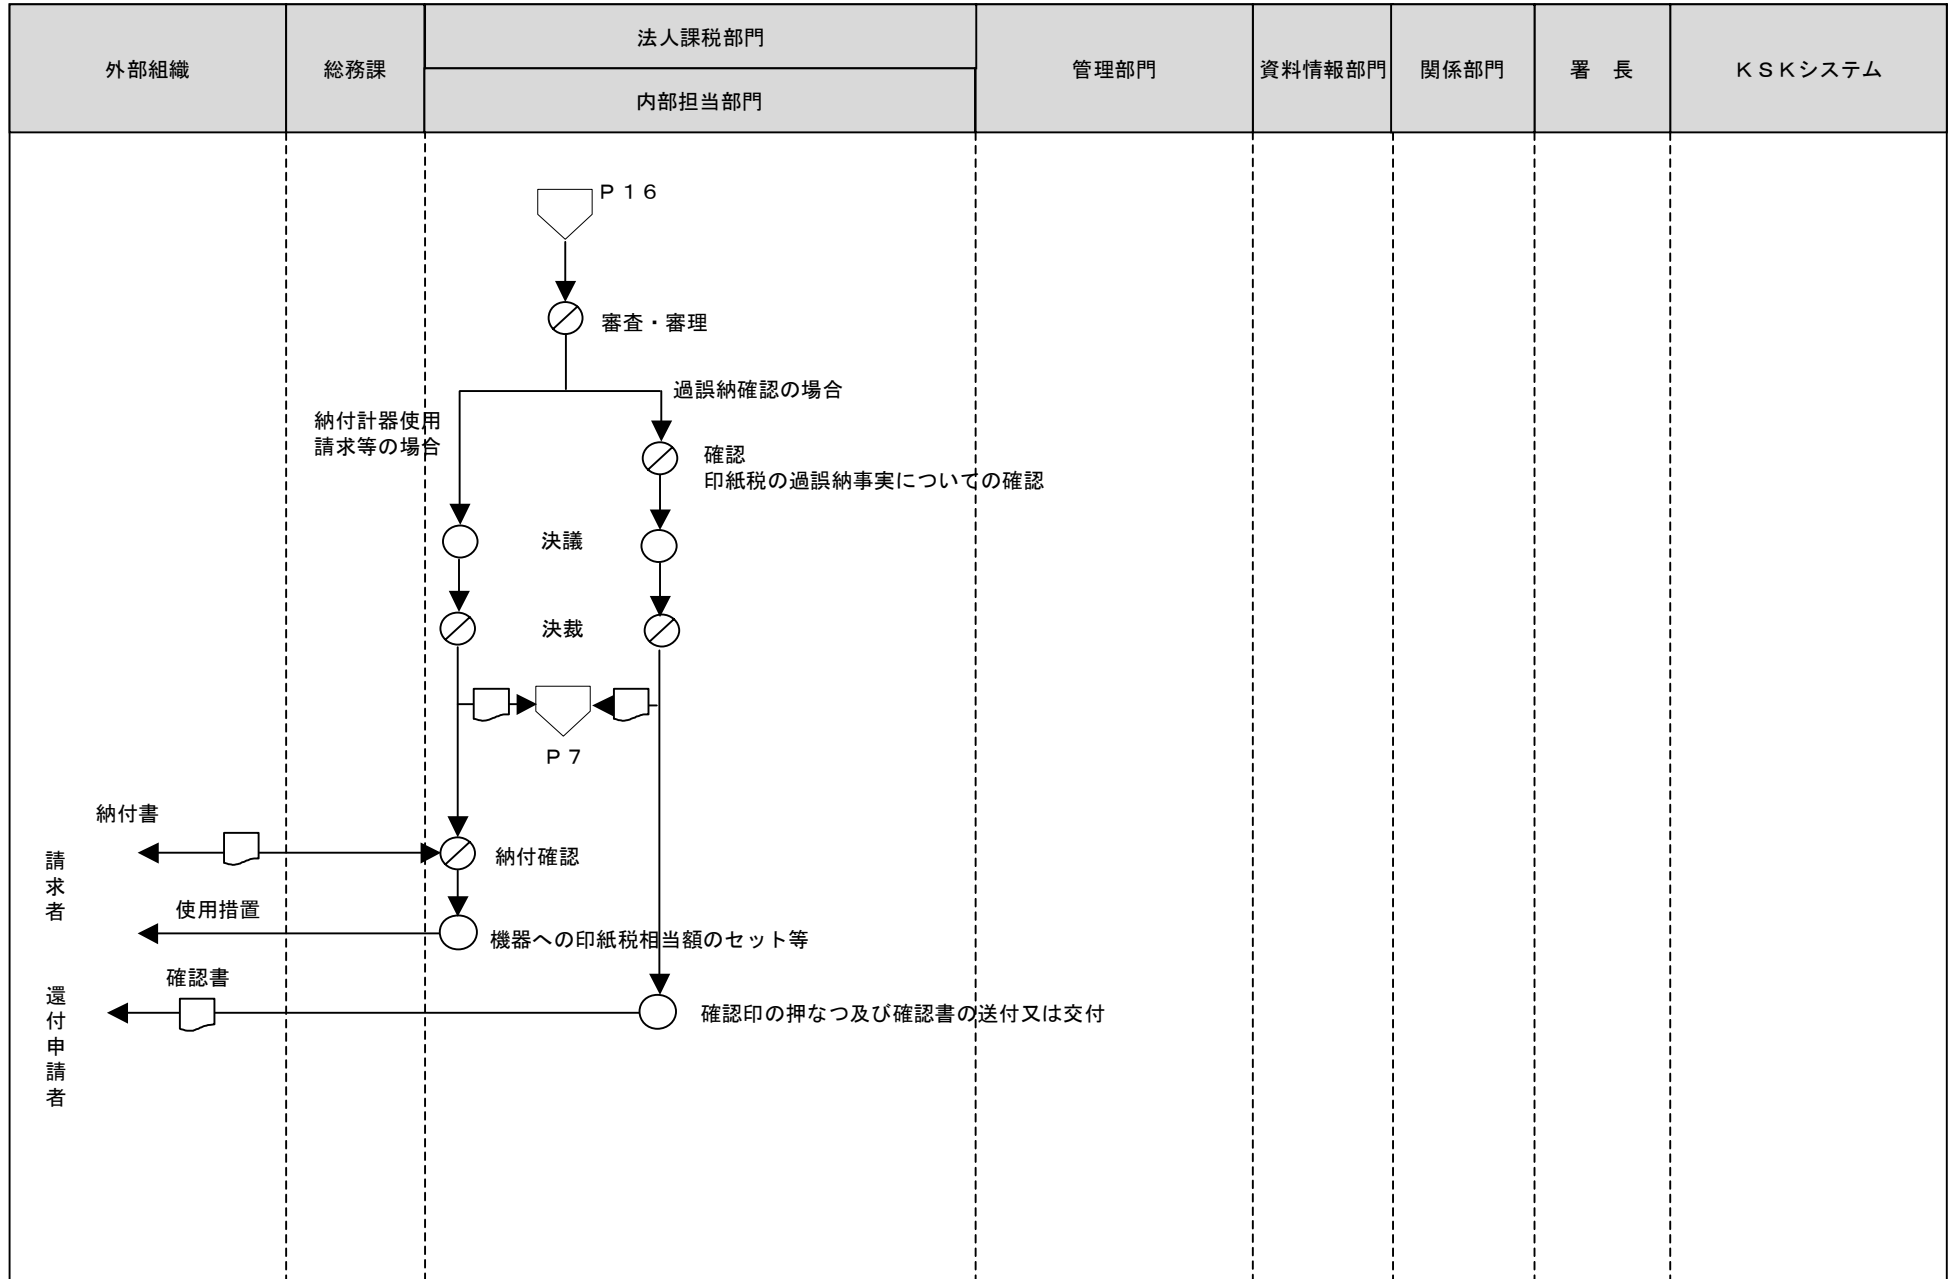 外部組織
総務課
法人課税部門
内部担当部門
管理部門
資料情報部門
関係部門
署　長
ＫＳＫシステム
Ｐ１６
審査・審理
過誤納確認の場合
納付計器使用
請求等の場合
確認
印紙税の過誤納事実についての確認
決議
決裁
Ｐ７
納付書
請求者
納付確認
使用措置
機器への印紙税相当額のセット等
確認書
還付申請者
確認印の押なつ及び確認書の送付又は交付